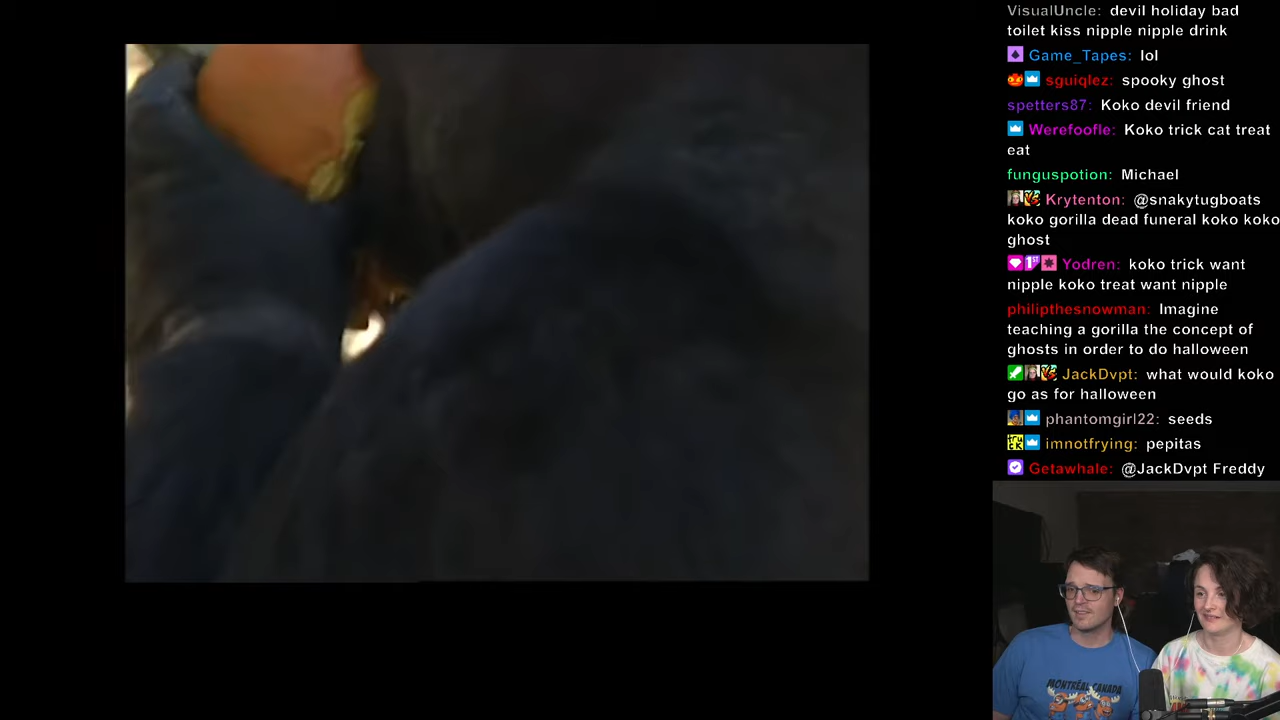 VisualUncle: devil holiday bad
toilet kiss nipple nipple drink
Game_Tapes: lol
sguiqlez: spooky ghost
spetters87: Koko devil friend
Werefoofle: Koko trick cat treat
eat
funguspotion: Michael
Krytenton: @snakytugboats
koko gorilla dead funeral koko koko
ghost
Yodren: koko trick want
nipple koko treat want nipple
philipthesnowman: Imagine
teaching a gorilla the concept of
ghosts in order to do halloween
JackDvpt: what would koko
go as for halloween
phantomgirl22: seeds
imnotfrying: pepitas
Getawhale: @JackDvpt Freddy
MONTRÉAL CANADA